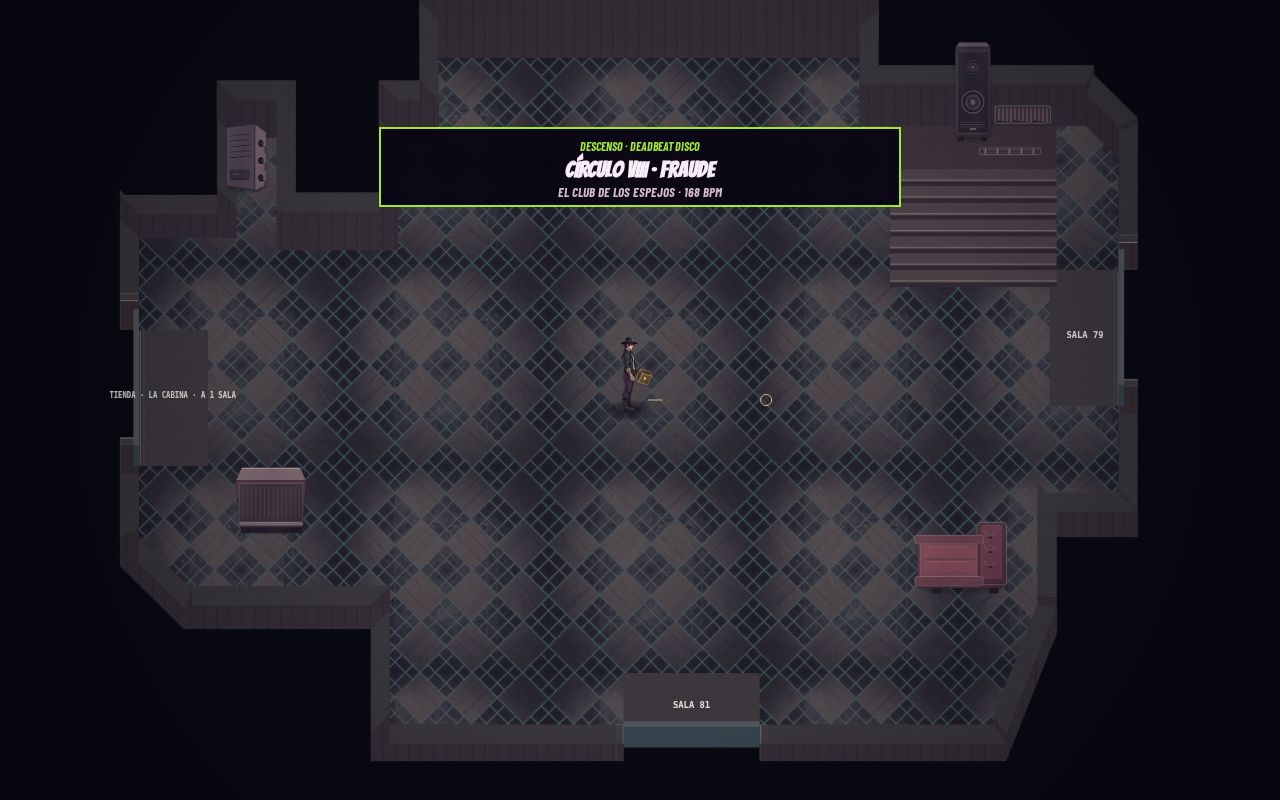 DESCENSO · DEADBEAT DISCO
CÍRCULO VIII · FRAUDE
EL CLUB DE LOS ESPEJOS · 168 BPM
SALA 79
TIENDA · LA CABINA · A 1 SALA
SALA 81